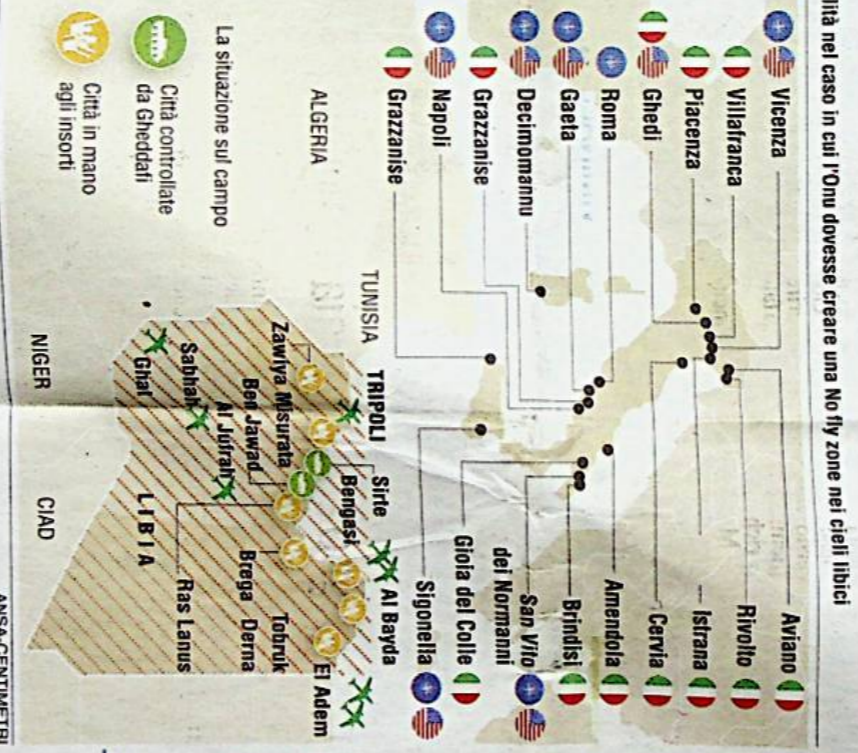 lità nel caso in cui l'Onu dovesse creare una No fly zone nei cieli libici
Vicenza
Villafranca
Piacenza
Ghedi
Roma
Gaeta
Decimomannu
Grazzanise
Napoli
Grazzanise
Aviano
Rivolto
Istrana
Cervia
Amendola
Brindisi
San Vito
dei Normanni
Gioia del Colle
Sigonella
ALGERIA
TUNISIA
TRIPOLI
Zawiya
Misurata
Ben Jawad
Al Jufrah
Sabhah
Ghat
Sirte
Bengasi
Al Bayda
El Adem
Tobruk
Derna
Brega
Ras Lanus
LIBIA
NIGER
CIAD
La situazione sul campo
Città controllate
da Gheddafi
Città in mano
agli insorti
ANSA-CENTIMETRI